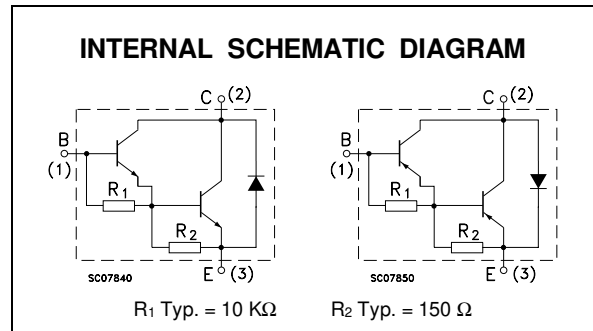 INTERNAL SCHEMATIC DIAGRAM
C (2)
B
(1)
R1
R2
E (3)
SC07840
C (2)
B
(1)
R1
R2
E (3)
SC07850
R1 Typ. = 10 KΩ R2 Typ. = 150 Ω